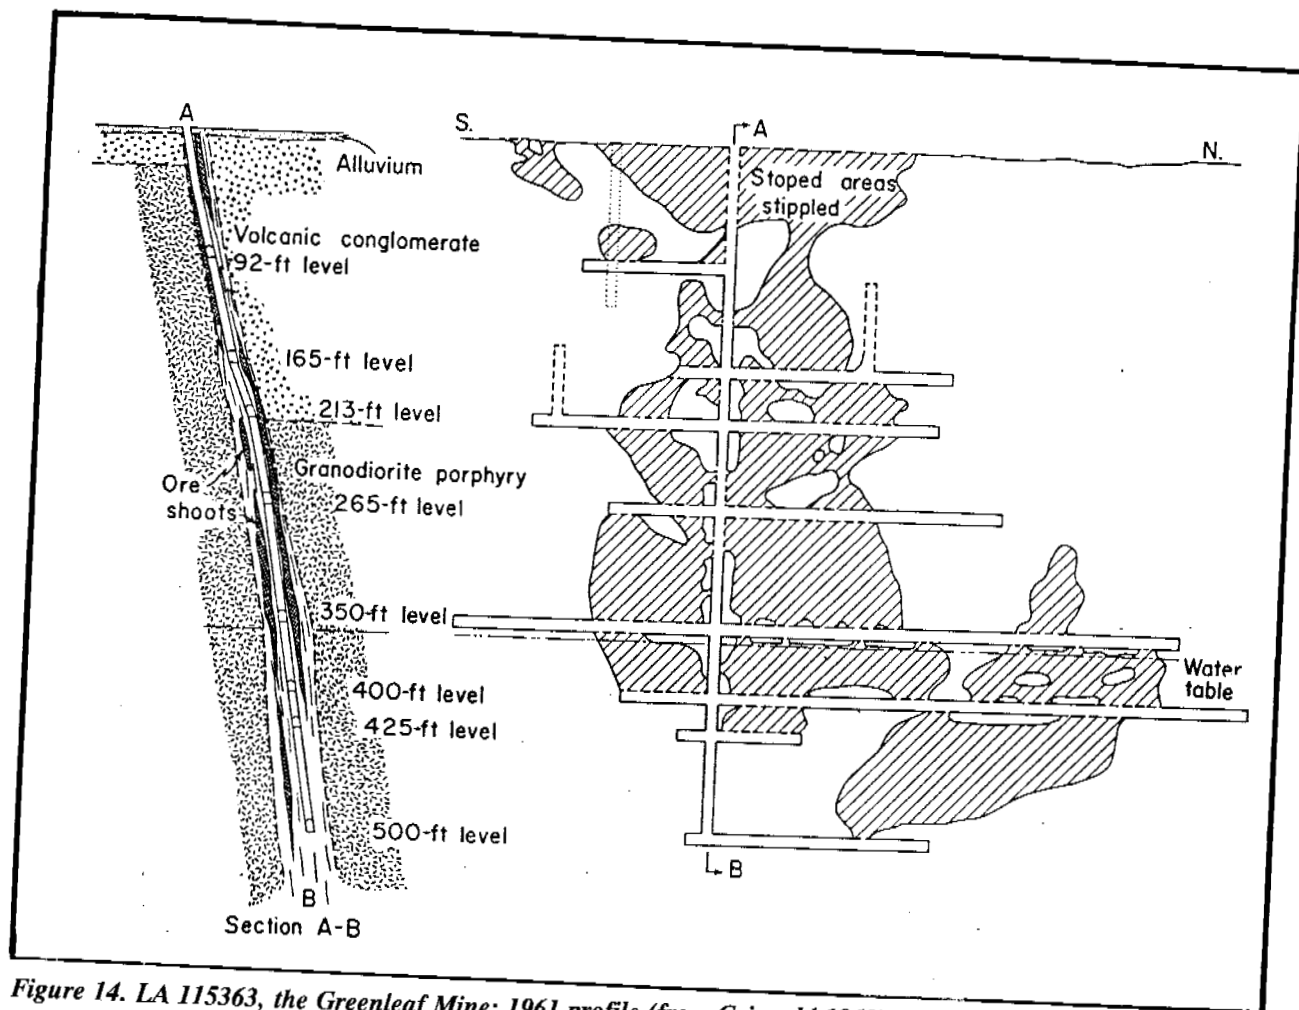 A
Alluvium
Volcanic conglomerate
92-ft level
165-ft level
213-ft level
Granodiorite porphyry
265-ft level
Ore
shoots
350-ft level
400-ft level
425-ft level
500-ft level
B
Section A-B
S.
A
N.
Stoped areas
stippled
Water
table
B
Figure 14. LA 115363, the Greenleaf Mine: 1961 profile